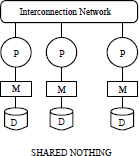 Interconnection Network
P P P
M M M
D D D
SHARED NOTHING